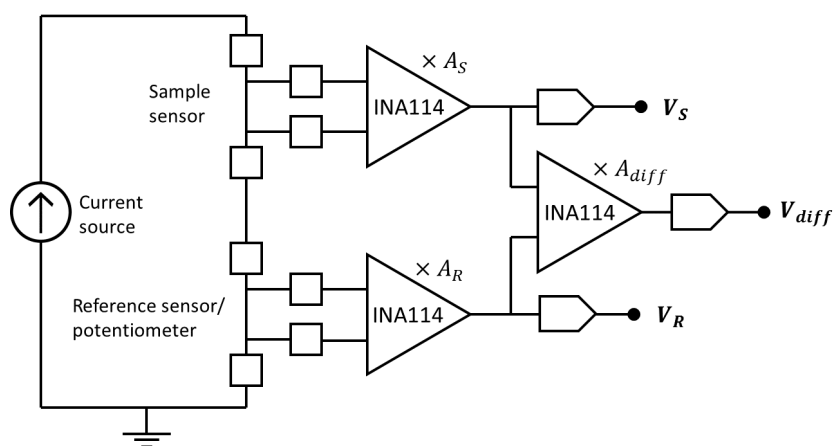 × A_S
Sample
sensor
INA114
V_S
× A_diff
Current
source
INA114
V_diff
× A_R
Reference sensor/
potentiometer
INA114
V_R